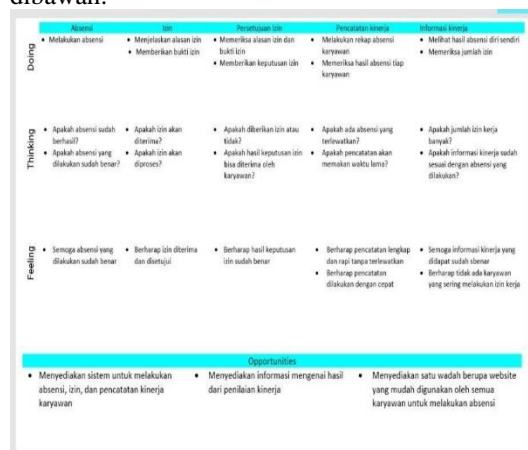 dibawah.
Absensi
Izin
Persetujuan Izin
Pencatatan kinerja
Informasi kinerja
Doing
• Melakukan absensi
• Menjelaskan alasan izin
• Memberikan bukti izin
• Memeriksa alasan izin dan
bukti izin
• Memberikan keputusan izin
• Melakukan rekap absensi
karyawan
• Memeriksa hasil absensi tiap
karyawan
• Melihat hasil absensi diri sendiri
• Memeriksa jumlah izin
Thinking
• Apakah absensi sudah
berhasil?
• Apakah absensi yang
dilakukan sudah benar?
• Apakah izin akan
diterima?
• Apakah izin akan
diproses?
• Apakah diberikan izin atau
tidak?
• Apakah hasil keputusan izin
bisa diterima oleh
karyawan?
• Apakah ada absensi yang
terlewatkan?
• Apakah pencatatan akan
memakan waktu lama?
• Apakah jumlah izin kerja
banyak?
• Apakah informasi kinerja sudah
sesuai dengan absensi yang
dilakukan?
Feeling
• Semoga absensi yang
dilakukan sudah benar
• Berharap izin diterima
dan disetujui
• Berharap hasil keputusan
izin sudah benar
• Berharap pencatatan lengkap
dan rapi tanpa terlewatkan
• Berharap pencatatan
dilakukan dengan cepat
• Semoga informasi kinerja yang
didapat sudah sbenar
• Berharap tidak ada karyawan
yang sering melakukan izin kerja
Opportunities
• Menyediakan sistem untuk melakukan
absensi, izin, dan pencatatan kinerja
karyawan
• Menyediakan informasi mengenai hasil
dari penilaian kinerja
• Menyediakan satu wadah berupa website
yang mudah digunakan oleh semua
karyawan untuk melakukan absensi